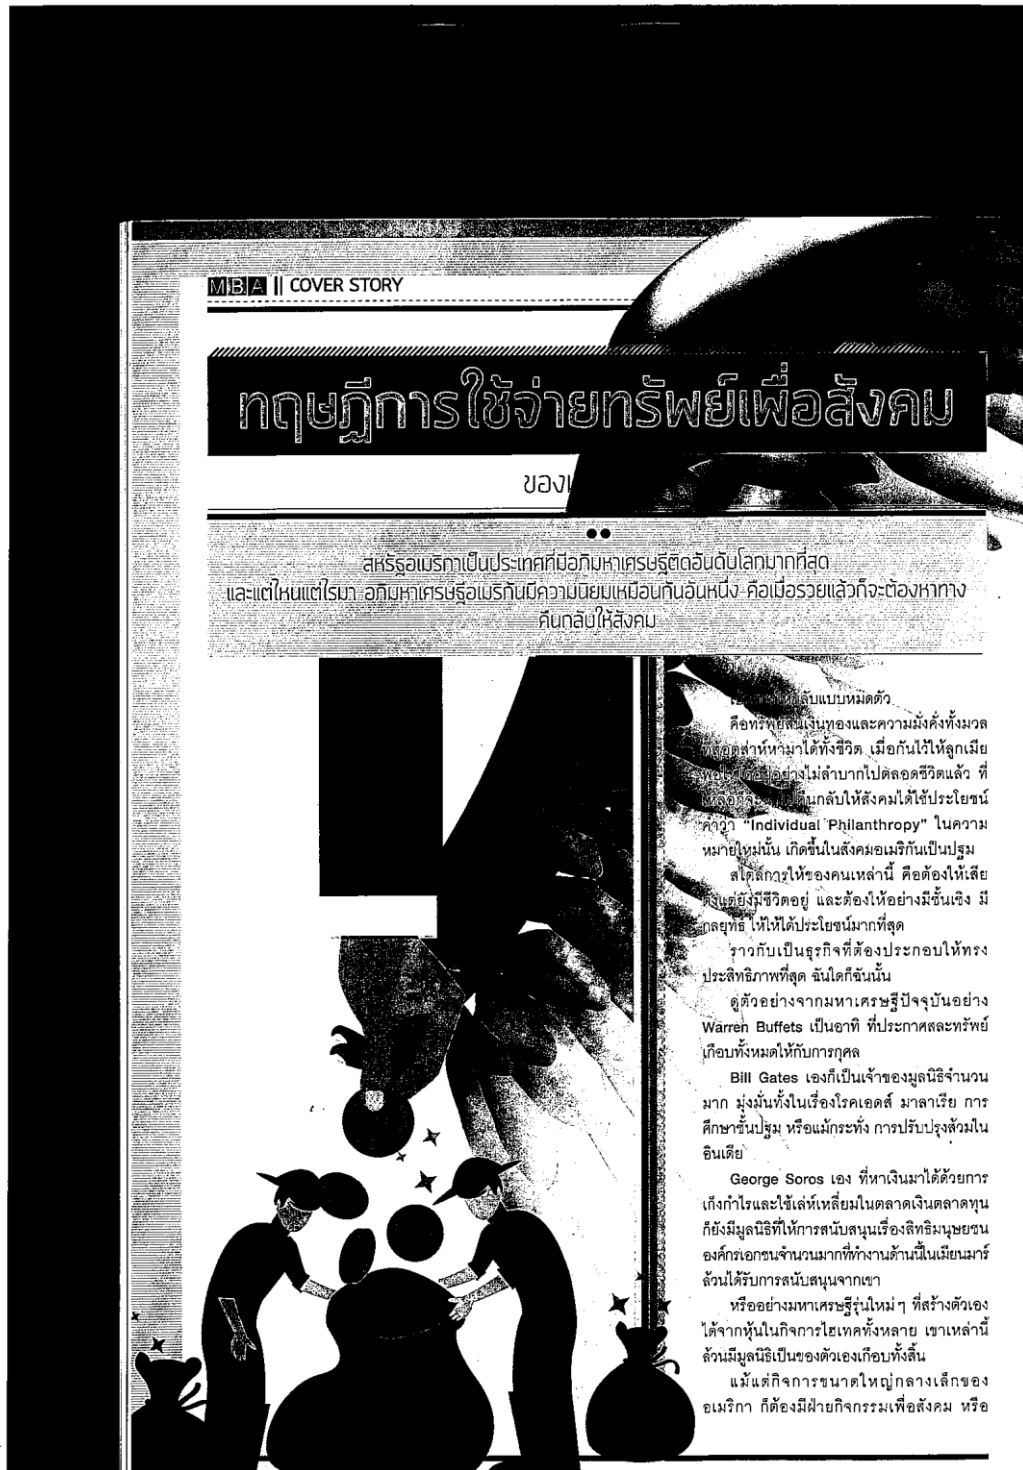 MBA || COVER STORY
ทฤษฎีการใช้จ่ายทรัพย์เพื่อสังคม
สหรัฐอเมริกาเป็นประเทศที่มีอภิมหาเศรษฐีติดอันดับโลกมากที่สุด
และแต่ไหนแต่ไรมา อภิมหาเศรษฐีอเมริกันมีความนิยมเหมือนกันอันหนึ่ง คือเมื่อรวยแล้วก็จะต้องหาทาง
คืนกลับให้สังคม
กลับแบบหมดตัว
คือทรัพย์สินเงินทองและความมั่งคั่งทั้งมวล
ที่อุตส่าห์หามาได้ทั้งชีวิต เมื่อกันไว้ให้ลูกเมีย
อย่างไม่ลำบากไปตลอดชีวิตแล้ว ที่
คืนกลับให้สังคมได้ใช้ประโยชน์
คำว่า "Individual Philanthropy" ในความ
หมายใหม่นั้น เกิดขึ้นในสังคมอเมริกันเป็นปฐม
สไตล์การให้ของคนเหล่านี้ คือต้องให้เสีย
ตั้งแต่ยังมีชีวิตอยู่ และต้องให้อย่างมีชั้นเชิง มี
กลยุทธ์ ให้ให้ได้ประโยชน์มากที่สุด
ราวกับเป็นธุรกิจที่ต้องประกอบให้ทรง
ประสิทธิภาพที่สุด ฉันใดก็ฉันนั้น
ดูตัวอย่างจากมหาเศรษฐีปัจจุบันอย่าง
Warren Buffets เป็นอาทิ ที่ประกาศสละทรัพย์
เกือบทั้งหมดให้กับการกุศล
Bill Gates เองก็เป็นเจ้าของมูลนิธิจำนวน
มาก มุ่งมั่นทั้งในเรื่องโรคเอดส์ มาลาเรีย การ
ศึกษาชั้นปฐม หรือแม้กระทั่ง การปรับปรุงส้วมใน
อินเดีย
George Soros เอง ที่หาเงินมาได้ด้วยการ
เก็งกำไรและใช้เล่ห์เหลี่ยมในตลาดเงินตลาดทุน
ก็ยังมีมูลนิธิที่ให้การสนับสนุนเรื่องสิทธิมนุษยชน
องค์กรเอกชนจำนวนมากที่ทำงานด้านนี้ในเมียนมาร์
ล้วนได้รับการสนับสนุนจากเขา
หรืออย่างมหาเศรษฐีรุ่นใหม่ ๆ ที่สร้างตัวเอง
ได้จากหุ้นในกิจการไฮเทคทั้งหลาย เขาเหล่านี้
ล้วนมีมูลนิธิเป็นของตัวเองเกือบทั้งสิ้น
แม้แต่กิจการขนาดใหญ่กลางเล็กของ
อเมริกา ก็ต้องมีฝ่ายกิจกรรมเพื่อสังคม หรือ